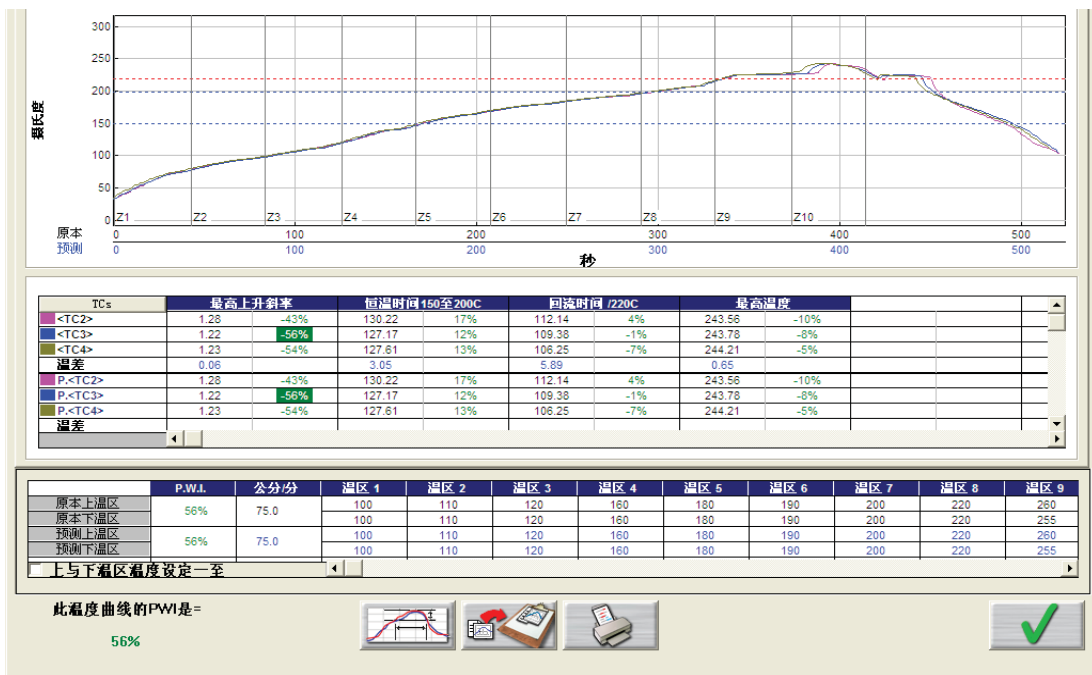 300
250
200
150
100
50
0
摄氏度
Z1 Z2 Z3 Z4 Z5 Z6 Z7 Z8 Z9 Z10
原本 0 100 200 300 400 500
预测 0 100 200 300 400 500
秒
TCs 最高上升斜率 恒温时间150至200C 回流时间 /220C 最高温度
<TC2> 1.28 -43% 130.22 17% 112.14 4% 243.56 -10%
<TC3> 1.22 -56% 127.17 12% 109.38 -1% 243.78 -8%
<TC4> 1.23 -54% 127.61 13% 106.25 -7% 244.21 -5%
温差 0.06 3.05 5.89 0.65
P.<TC2> 1.28 -43% 130.22 17% 112.14 4% 243.56 -10%
P.<TC3> 1.22 -56% 127.17 12% 109.38 -1% 243.78 -8%
P.<TC4> 1.23 -54% 127.61 13% 106.25 -7% 244.21 -5%
温差
P.W.I. 公分/分 温区 1 温区 2 温区 3 温区 4 温区 5 温区 6 温区 7 温区 8 温区 9
原本上温区 56% 75.0 100 110 120 160 180 190 200 220 260
原本下温区 100 110 120 160 180 190 200 220 255
预测上温区 56% 75.0 100 110 120 160 180 190 200 220 260
预测下温区 100 110 120 160 180 190 200 220 255
上与下温区温度设定一至
此温度曲线的PWI是=
56%